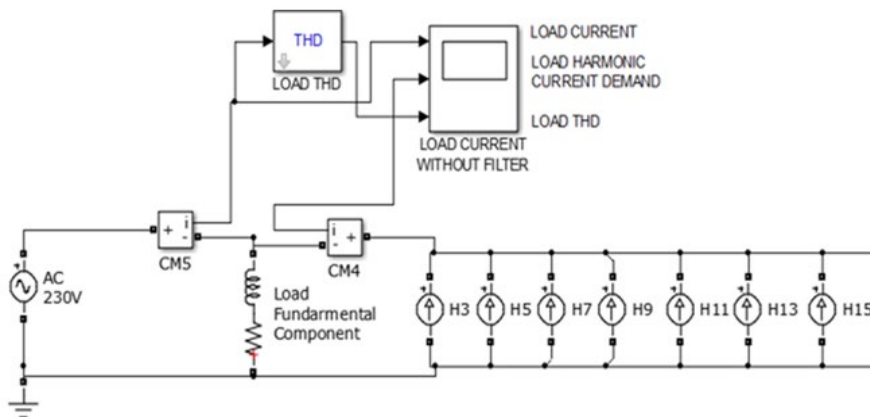 THD
LOAD THD
LOAD CURRENT
LOAD HARMONIC
CURRENT DEMAND
LOAD THD
LOAD CURRENT
WITHOUT FILTER
+
i
-
CM5
i
-
+
CM4
AC
230V
Load
Fundarmental
Component
H3
H5
H7
H9
H11
H13
H15